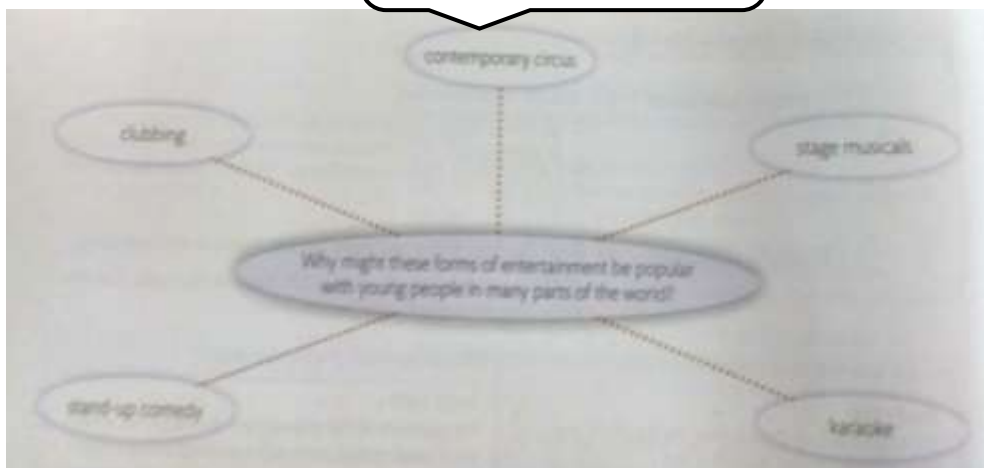 contemporary circus
clubbing
stage musicals
Why might these forms of entertainment be popular
with young people in many parts of the world?
stand-up comedy
karaoke